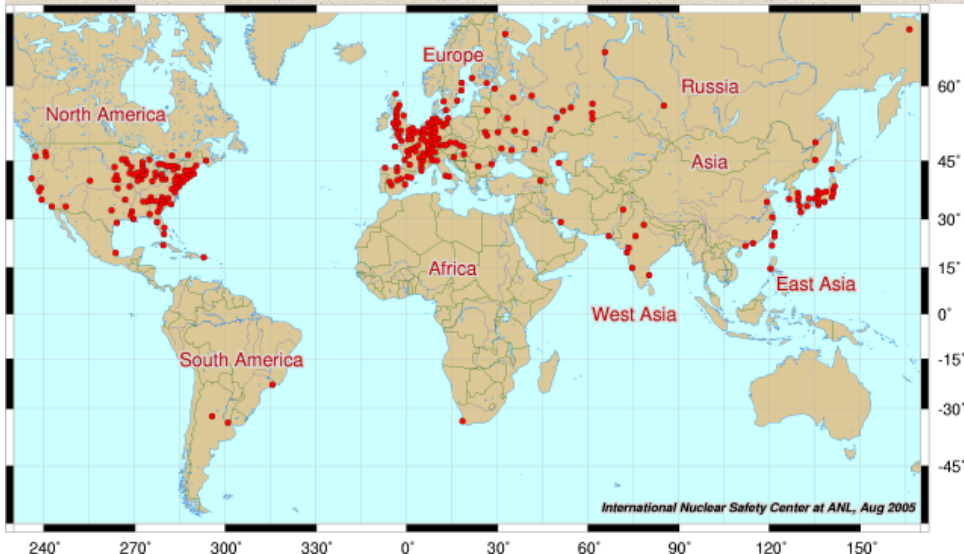 Europe
60°
Russia
North America
45°
Asia
30°
15°
Africa
East Asia
West Asia
0°
South America
-15°
-30°
-45°
International Nuclear Safety Center at ANL, Aug 2005
240° 270° 300° 330° 0° 30° 60° 90° 120° 150°